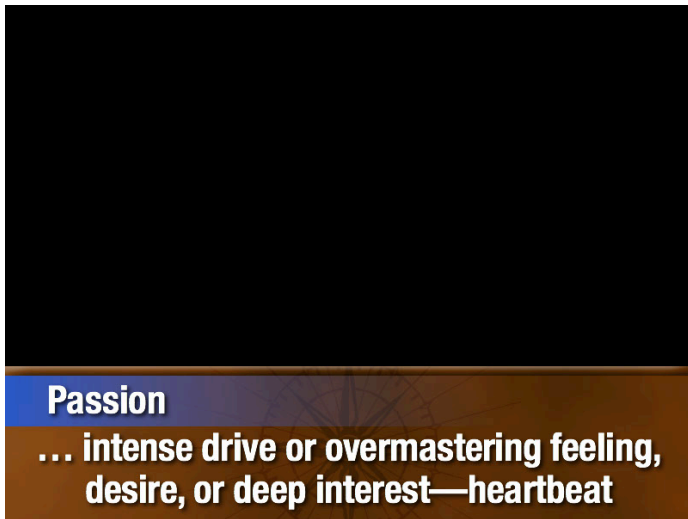 Passion
… intense drive or overmastering feeling,
desire, or deep interest—heartbeat